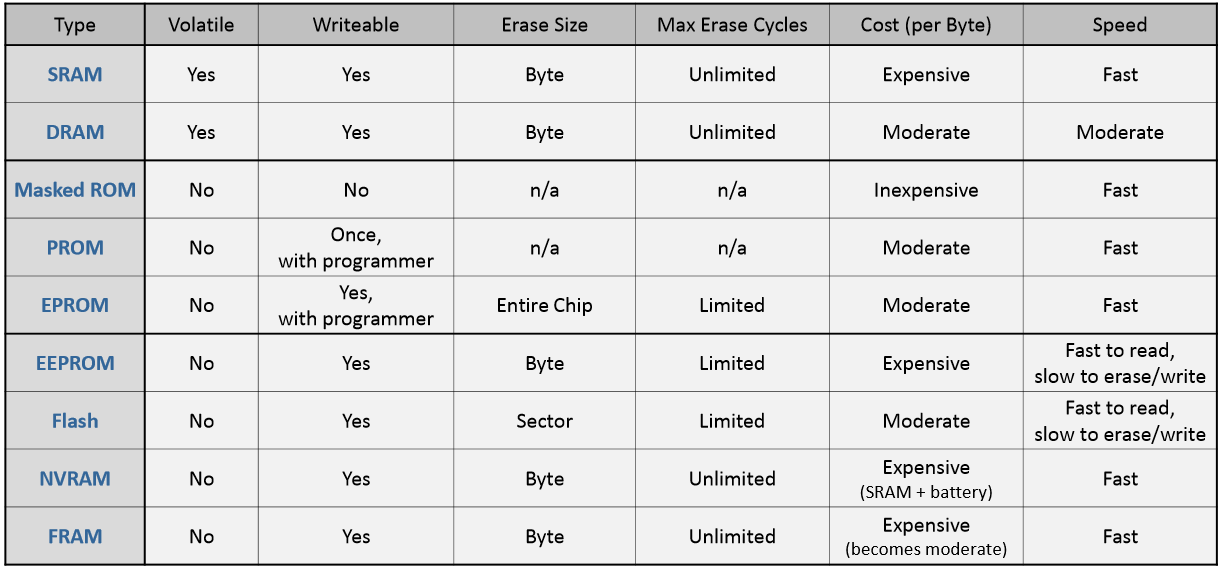 Type Volatile Writeable Erase Size Max Erase Cycles Cost (per Byte) Speed
SRAM Yes Yes Byte Unlimited Expensive Fast
DRAM Yes Yes Byte Unlimited Moderate Moderate
Masked ROM No No n/a n/a Inexpensive Fast
PROM No Once,
with programmer n/a n/a Moderate Fast
EPROM No Yes,
with programmer Entire Chip Limited Moderate Fast
EEPROM No Yes Byte Limited Expensive Fast to read,
slow to erase/write
Flash No Yes Sector Limited Moderate Fast to read,
slow to erase/write
NVRAM No Yes Byte Unlimited Expensive
(SRAM + battery) Fast
FRAM No Yes Byte Unlimited Expensive
(becomes moderate) Fast